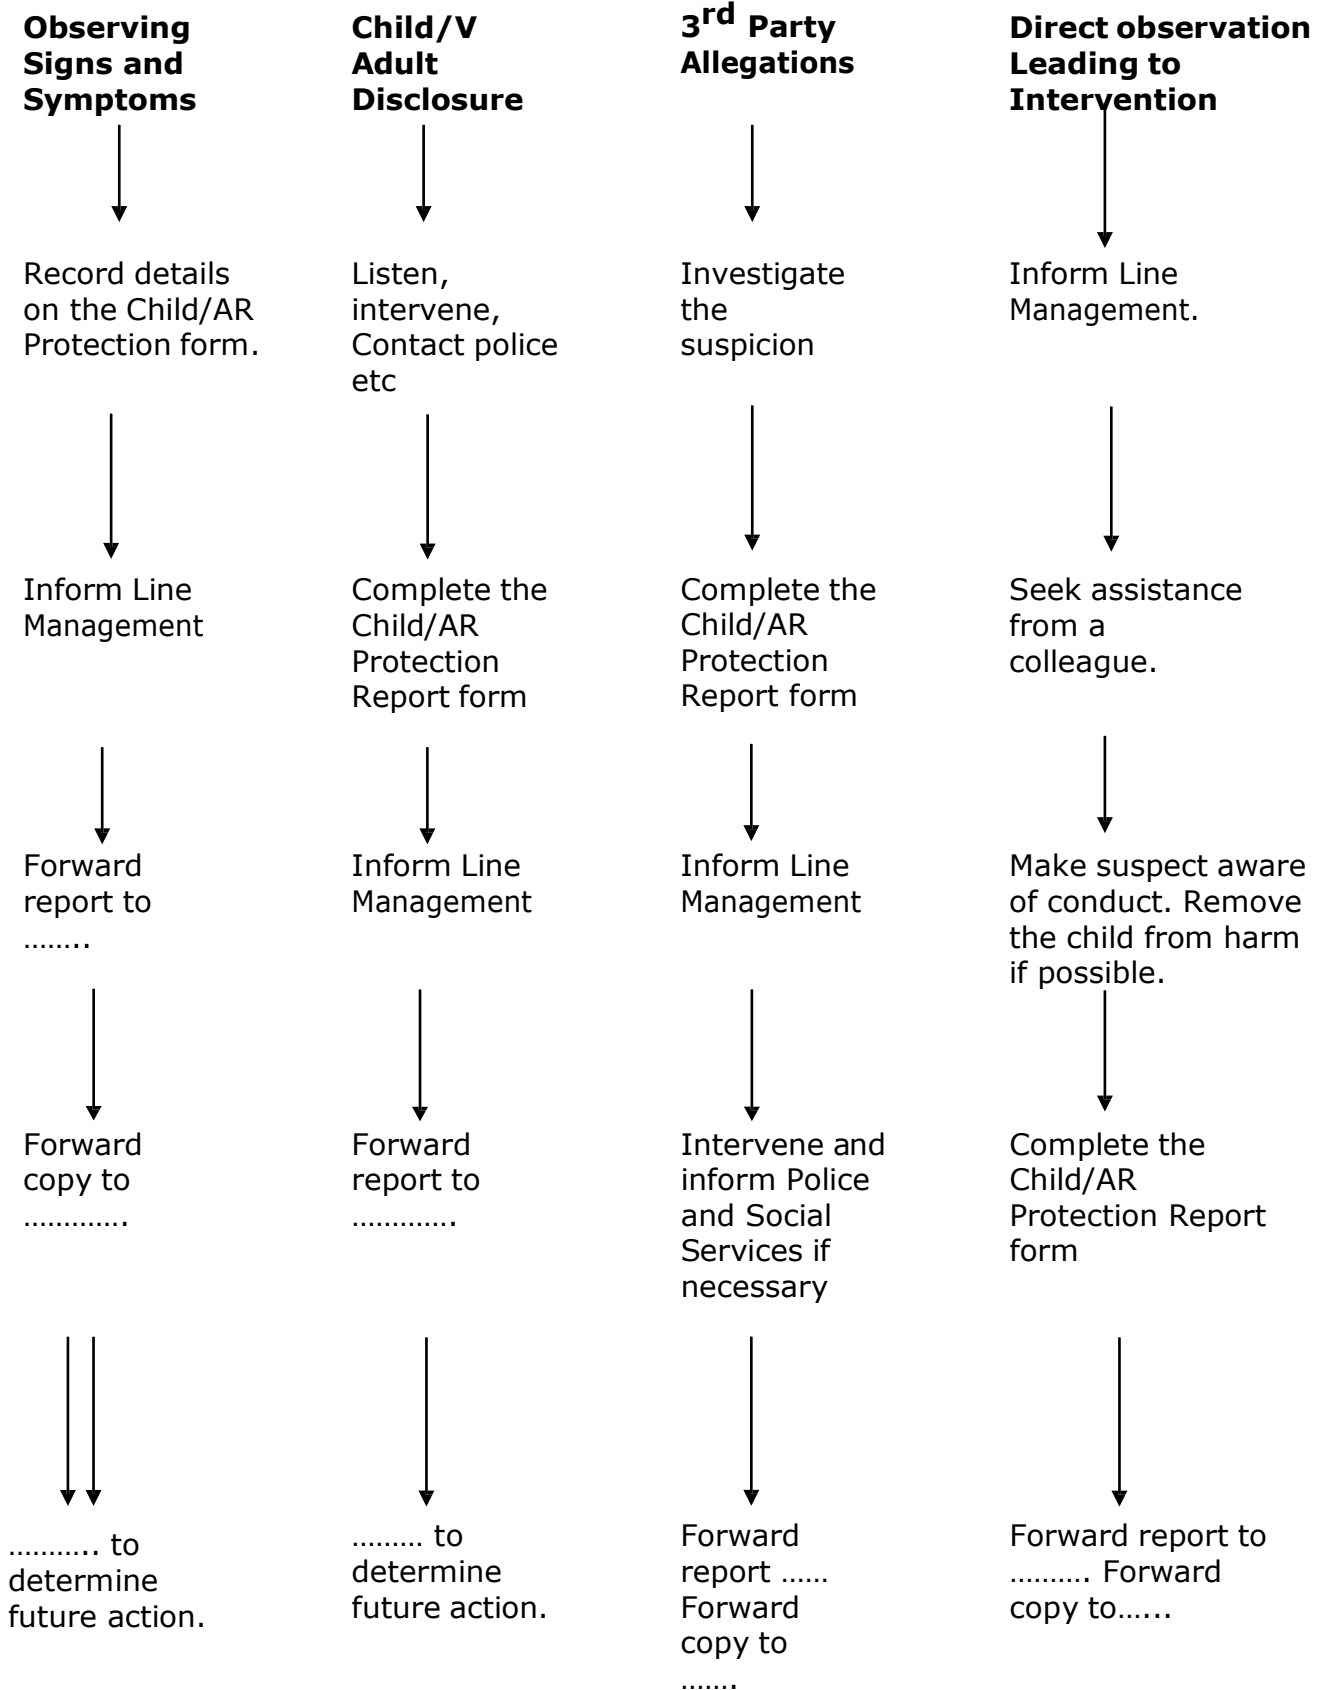 Observing
Signs and
Symptoms
Record details
on the Child/AR
Protection form.
Inform Line
Management
Forward
report to
……..
Forward
copy to
………….
……….. to
determine
future action.
Child/V
Adult
Disclosure
Listen,
intervene,
Contact police
etc
Complete the
Child/AR
Protection
Report form
Inform Line
Management
Forward
report to
………….
……… to
determine
future action.
3rd Party
Allegations
Investigate
the
suspicion
Complete the
Child/AR
Protection
Report form
Inform Line
Management
Intervene and
inform Police
and Social
Services if
necessary
Forward
report ……
Forward
copy to
…….
Direct observation
Leading to
Intervention
Inform Line
Management.
Seek assistance
from a
colleague.
Make suspect aware
of conduct. Remove
the child from harm
if possible.
Complete the
Child/AR
Protection Report
form
Forward report to
………. Forward
copy to…...